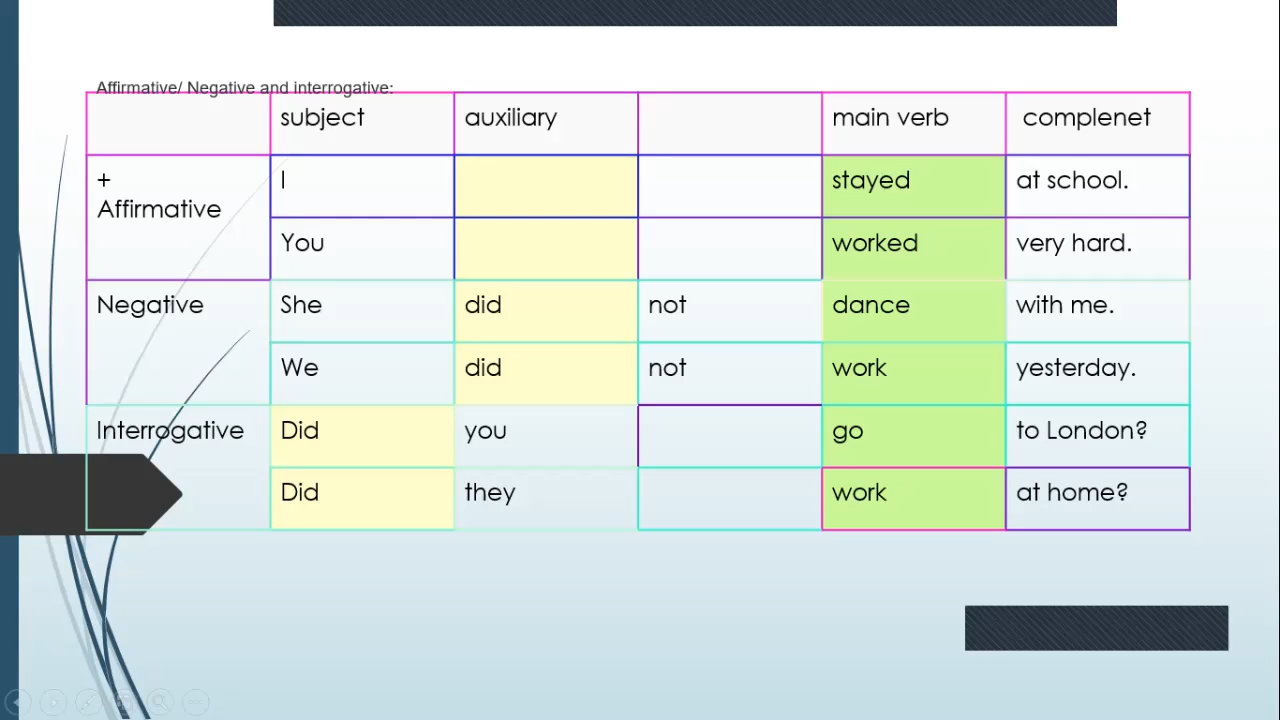 Affirmative/ Negative and interrogative:
subject auxiliary main verb complenet
+ I stayed at school.
Affirmative
You worked very hard.
Negative She did not dance with me.
We did not work yesterday.
Interrogative Did you go to London?
Did they work at home?